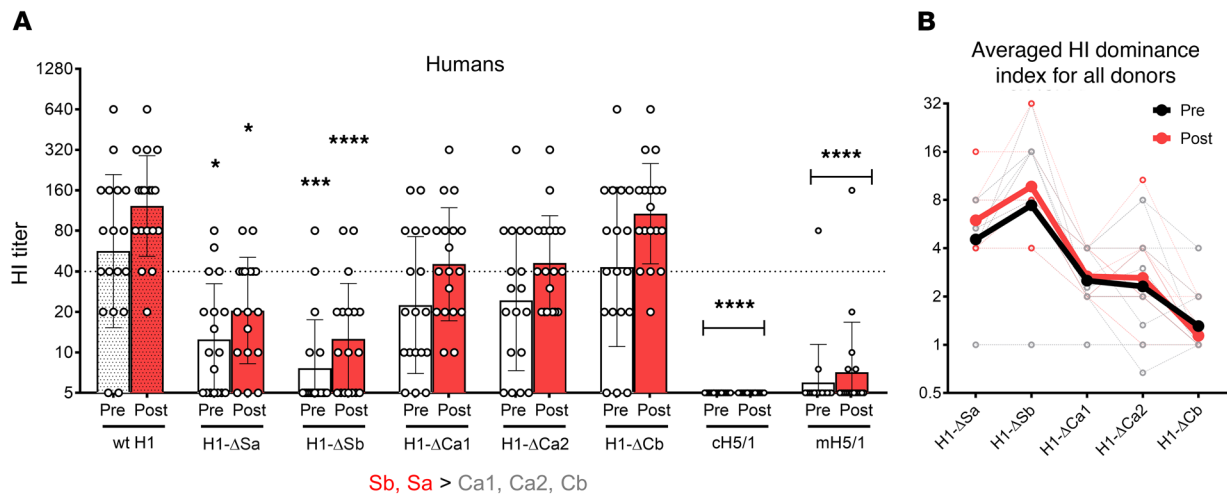 A
Humans
HI titer
1280
640
320
160
80
40
20
10
5
*
*
***
****
****
****
Pre Post Pre Post Pre Post Pre Post Pre Post Pre Post Pre Post Pre Post
wt H1 H1-ΔSa H1-ΔSb H1-ΔCa1 H1-ΔCa2 H1-ΔCb cH5/1 mH5/1
Sb, Sa > Ca1, Ca2, Cb
B
Averaged HI dominance
index for all donors
Pre
Post
32
16
8
4
2
1
0.5
H1-ΔSa H1-ΔSb H1-ΔCa1 H1-ΔCa2 H1-ΔCb